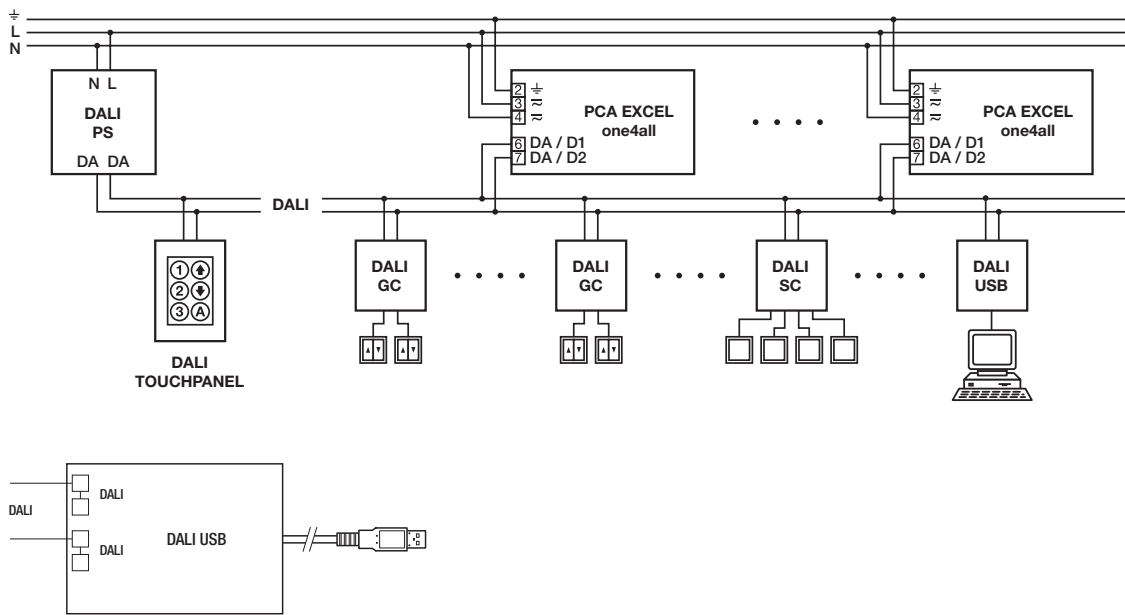 L
N
N L
DALI
PS
DA DA
2
3
4
6 DA / D1
7 DA / D2
PCA EXCEL
one4all
2
3
4
6 DA / D1
7 DA / D2
PCA EXCEL
one4all
DALI
1
2
3 A
DALI
TOUCHPANEL
DALI
GC
DALI
GC
DALI
SC
DALI
USB
DALI
DALI
DALI
DALI USB